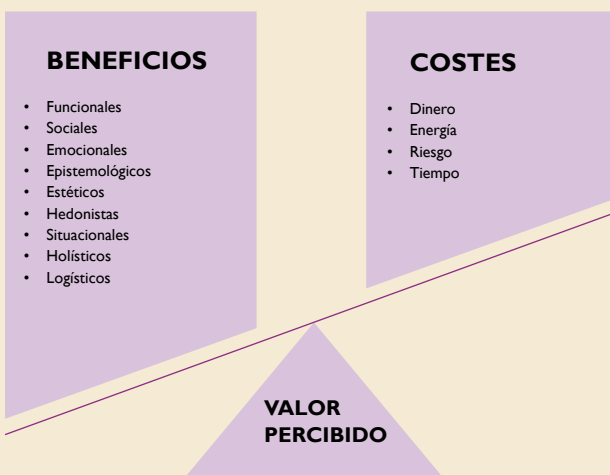 BENEFICIOS
• Funcionales
• Sociales
• Emocionales
• Epistemológicos
• Estéticos
• Hedonistas
• Situacionales
• Holísticos
• Logísticos
COSTES
• Dinero
• Energía
• Riesgo
• Tiempo
VALOR
PERCIBIDO